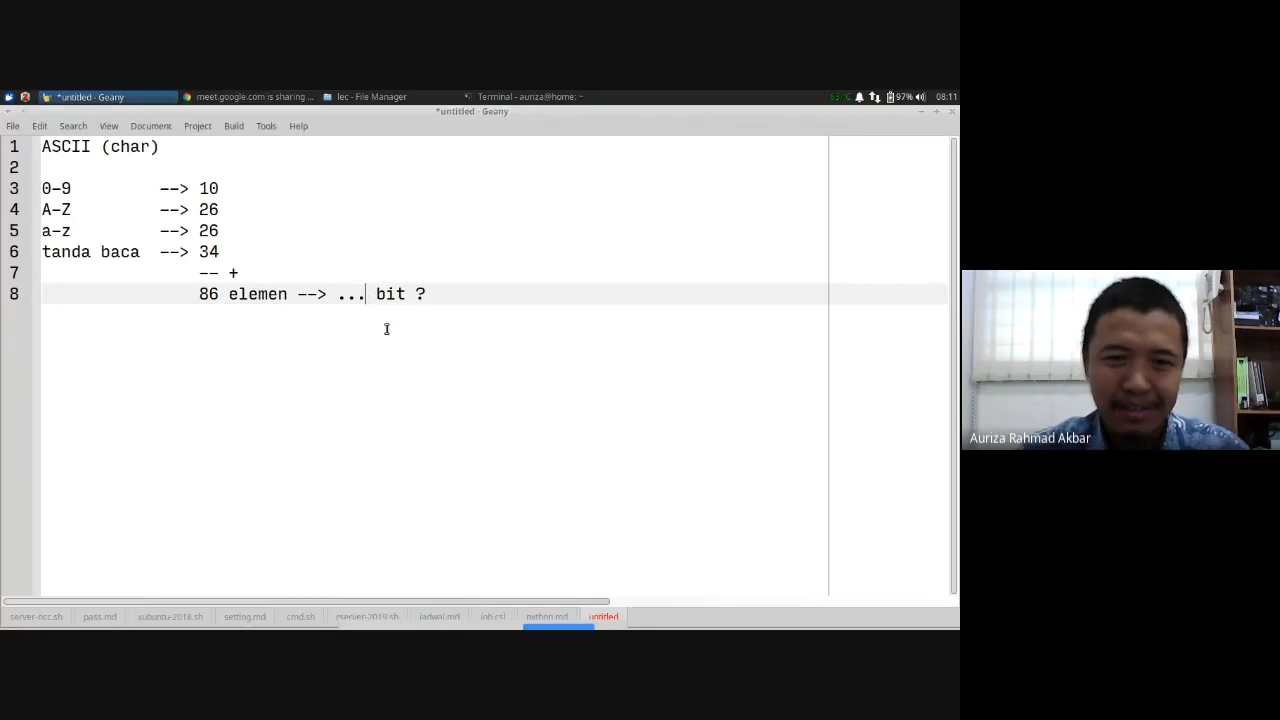 *untitled - Geany
meet.google.com is sharing ...
lec - File Manager
Terminal - auriza@home: ~
63 °C
97%
08:11
*untitled - Geany
File Edit Search View Document Project Build Tools Help
1 ASCII (char)
2
3 0-9 --> 10
4 A-Z --> 26
5 a-z --> 26
6 tanda baca --> 34
7 -- +
8 86 elemen --> ... bit ?
Auriza Rahmad Akbar
server-ncc.sh pass.md xubuntu-2018.sh setting.md cmd.sh rserver-2019.sh jadwal.md job.csl python.md untitled